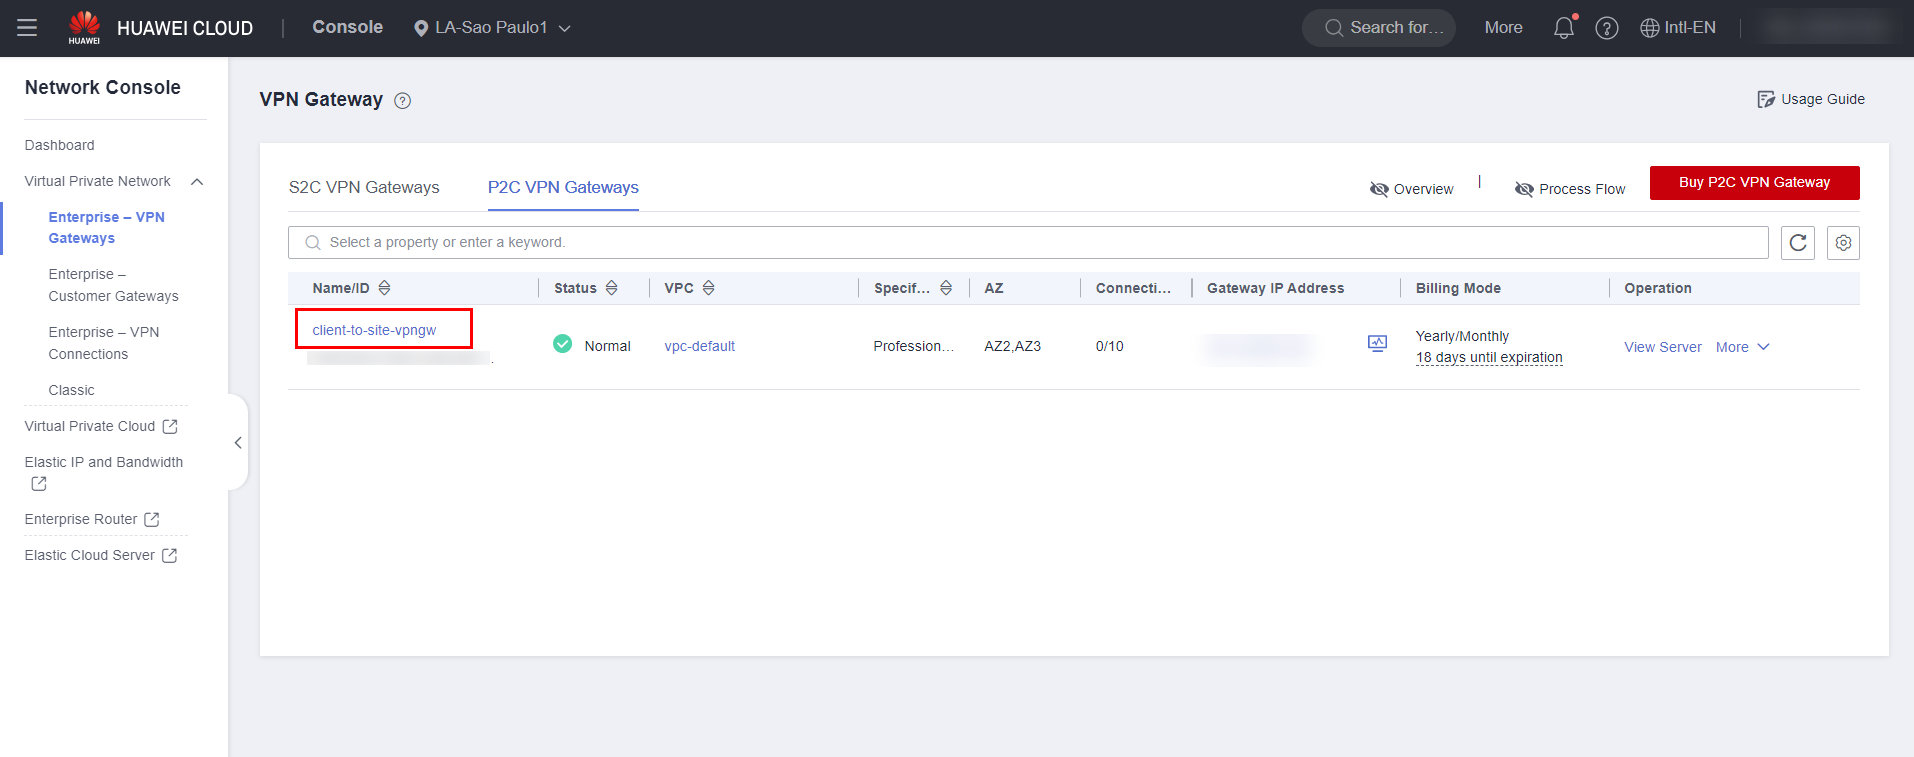 HUAWEI
HUAWEI CLOUD
Console
LA-Sao Paulo1
Search for...
More
Intl-EN
Network Console
Dashboard
Virtual Private Network
Enterprise – VPN
Gateways
Enterprise –
Customer Gateways
Enterprise – VPN
Connections
Classic
Virtual Private Cloud
Elastic IP and Bandwidth
Enterprise Router
Elastic Cloud Server
VPN Gateway
Usage Guide
S2C VPN Gateways
P2C VPN Gateways
Overview
Process Flow
Buy P2C VPN Gateway
Select a property or enter a keyword.
Name/ID
Status
VPC
Specif...
AZ
Connecti...
Gateway IP Address
Billing Mode
Operation
client-to-site-vpngw
Normal
vpc-default
Profession...
AZ2,AZ3
0/10
Yearly/Monthly
18 days until expiration
View Server
More